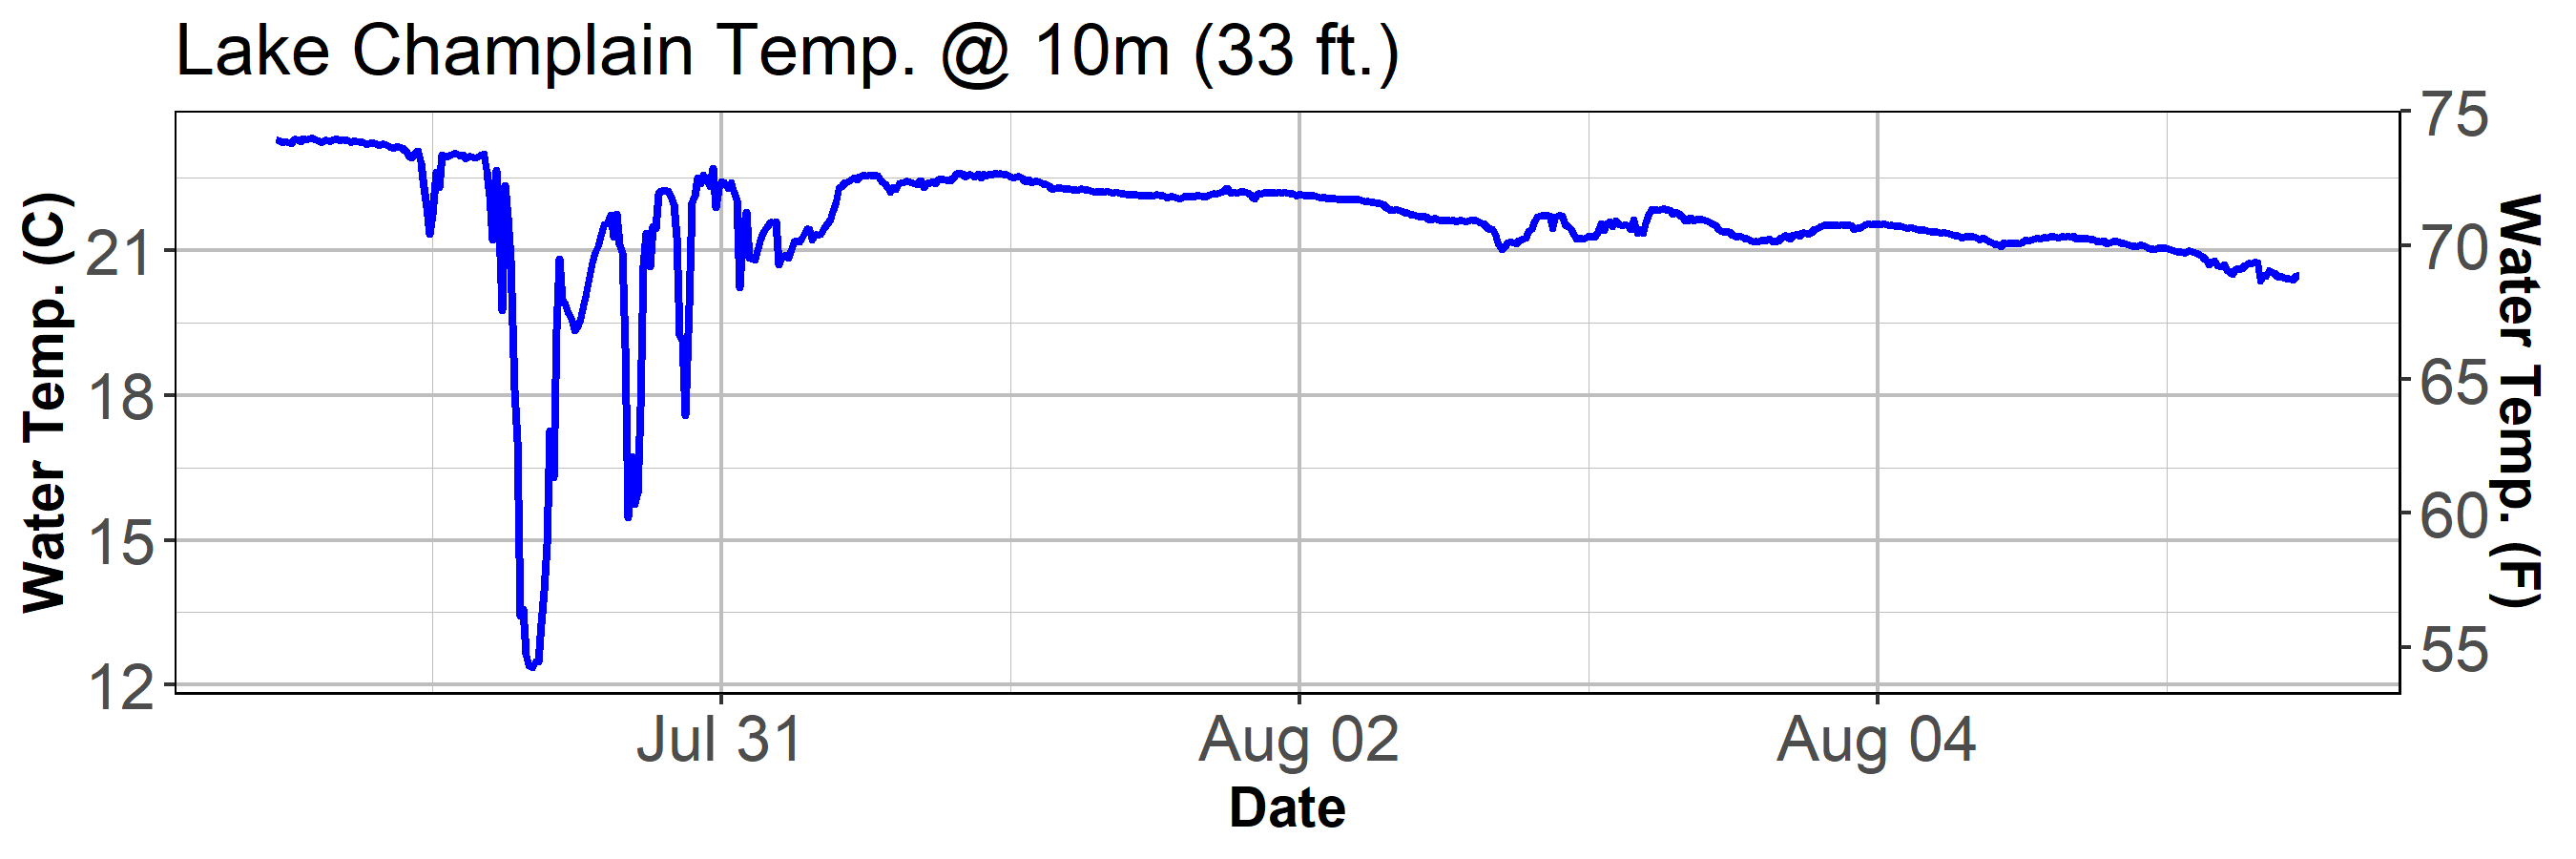 Lake Champlain Temp. @ 10m (33 ft.)
Water Temp. (C)
21
18
15
12
75
70
65
60
55
Water Temp. (F)
Jul 31
Aug 02
Aug 04
Date